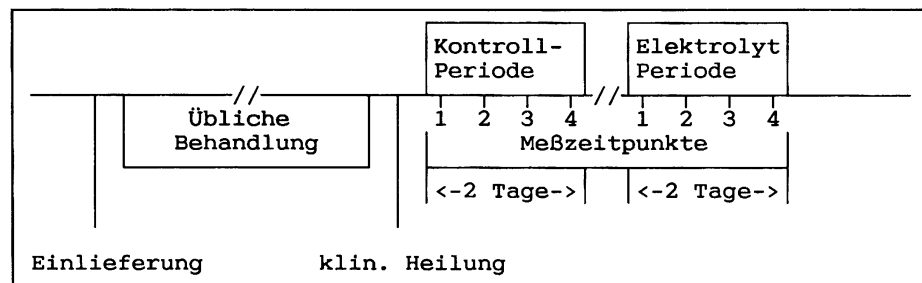 Kontroll- Elektrolyt
Periode Periode
//
//
1 2 3 4 1 2 3 4
Übliche
Behandlung
Meßzeitpunkte
<-2 Tage-> <-2 Tage->
Einlieferung klin. Heilung